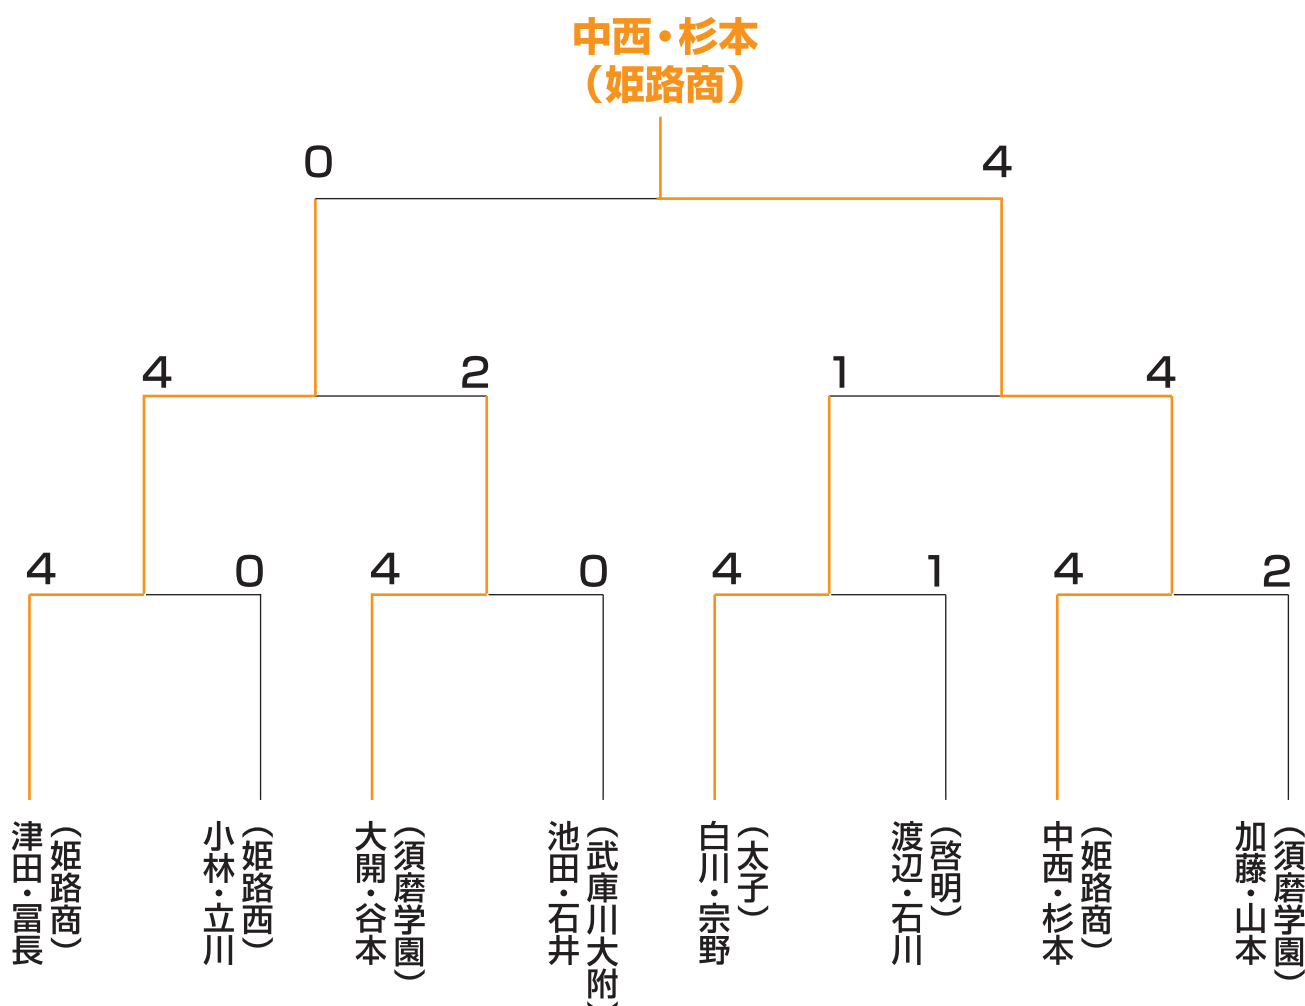 中西・杉本
（姫路商）
0
4
4
2
1
4
4
0
4
0
4
1
4
2
津田・冨長
（姫路商）
小林・立川
（姫路西）
大開・谷本
（須磨学園）
池田・石井
（武庫川大附）
白川・宗野
（太子）
渡辺・石川
（啓明）
中西・杉本
（姫路商）
加藤・山本
（須磨学園）